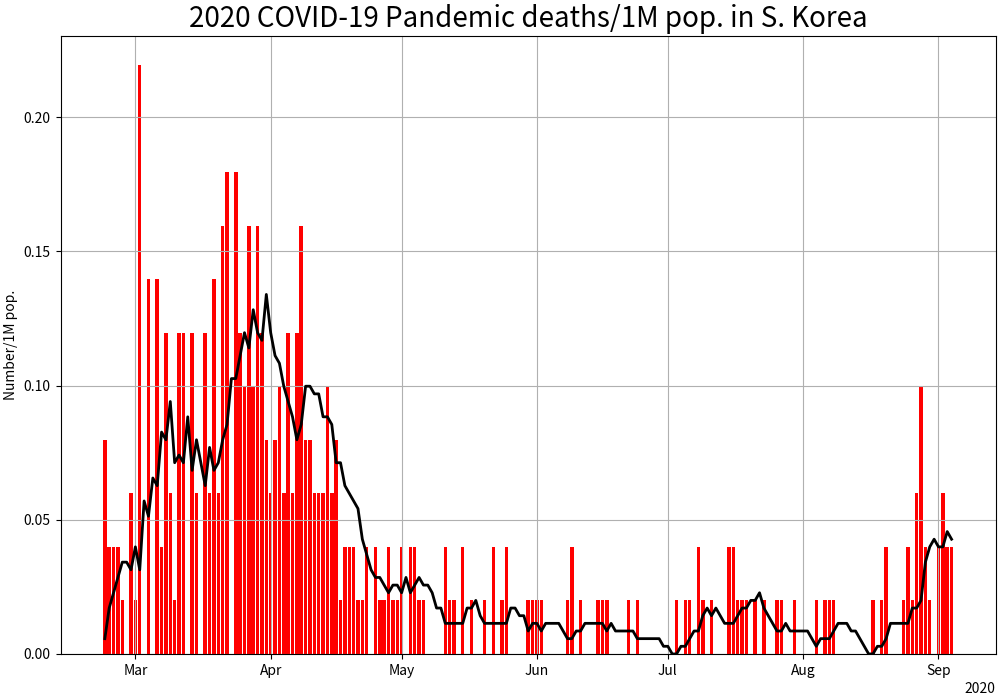 2020 COVID-19 Pandemic deaths/1M pop. in S. Korea
Number/1M pop.
0.20
0.15
0.10
0.05
0.00
Mar Apr May Jun Jul Aug Sep
2020